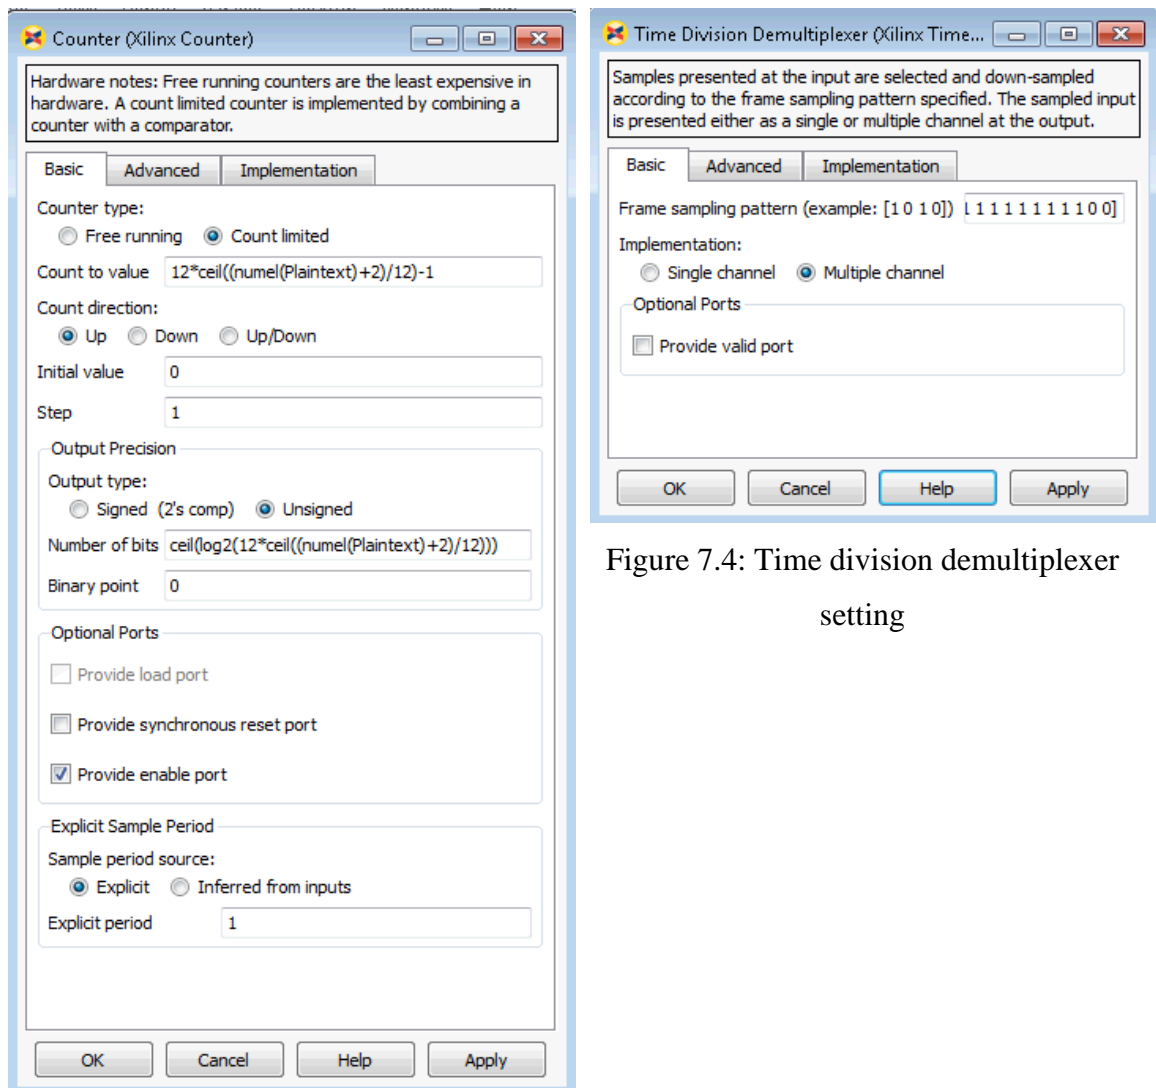 Counter (Xilinx Counter)
Hardware notes: Free running counters are the least expensive in
hardware. A count limited counter is implemented by combining a
counter with a comparator.
Basic Advanced Implementation
Counter type:
Free running Count limited
Count to value 12*ceil((numel(Plaintext)+2)/12)-1
Count direction:
Up Down Up/Down
Initial value 0
Step 1
Output Precision
Output type:
Signed (2's comp) Unsigned
Number of bits ceil(log2(12*ceil((numel(Plaintext)+2)/12)))
Binary point 0
Optional Ports
Provide load port
Provide synchronous reset port
Provide enable port
Explicit Sample Period
Sample period source:
Explicit Inferred from inputs
Explicit period 1
OK Cancel Help Apply
Time Division Demultiplexer (Xilinx Time...
Samples presented at the input are selected and down-sampled
according to the frame sampling pattern specified. The sampled input
is presented either as a single or multiple channel at the output.
Basic Advanced Implementation
Frame sampling pattern (example: [1 0 1 0]) 1 1 1 1 1 1 1 1 1 1 0 0]
Implementation:
Single channel Multiple channel
Optional Ports
Provide valid port
OK Cancel Help Apply
Figure 7.4: Time division demultiplexer
setting